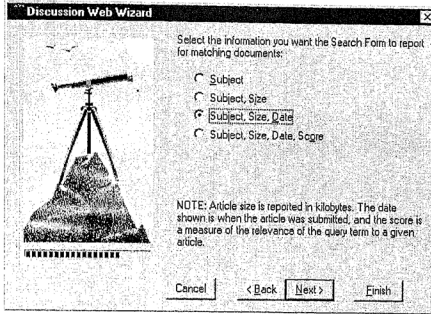 Discussion Web Wizard
Select the information you want the Search Form to report
for matching documents:
Subject
Subject, Size
Subject, Size, Date
Subject, Size, Date, Score
NOTE: Article size is reported in kilobytes. The date
shown is when the article was submitted, and the score is
a measure of the relevance of the query term to a given
article.
Cancel
< Back
Next >
Finish